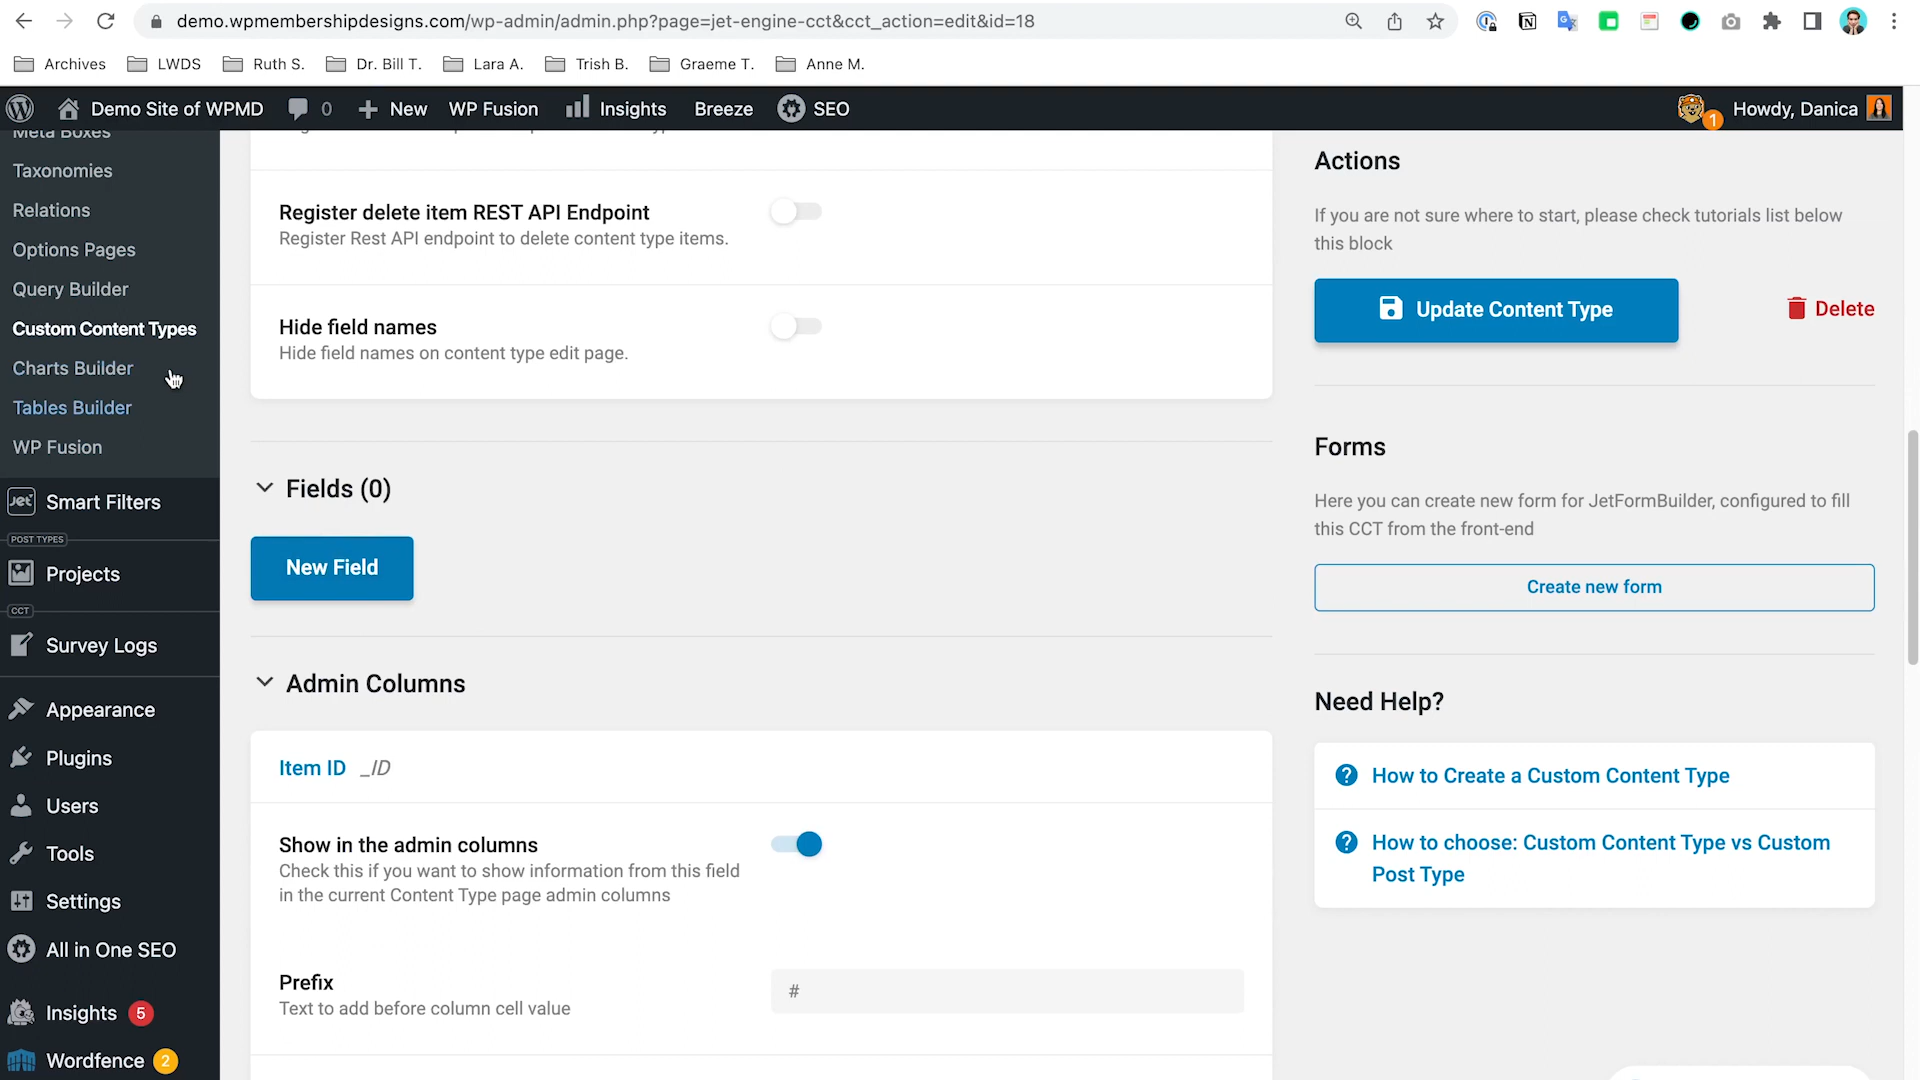 demo.wpmembershipdesigns.com/wp-admin/admin.php?page=jet-engine-cct&cct_action=edit&id=18
Archives LWDS Ruth S. Dr. Bill T. Lara A. Trish B. Graeme T. Anne M.
Demo Site of WPMD 0 New WP Fusion Insights Breeze SEO 1 Howdy, Danica
Meta Boxes
Taxonomies
Relations
Options Pages
Query Builder
Custom Content Types
Charts Builder
Tables Builder
WP Fusion
Jet Smart Filters
POST TYPES
Projects
CCT
Survey Logs
Appearance
Plugins
Users
Tools
Settings
All in One SEO
Insights 5
Wordfence 2
Register delete item REST API Endpoint
Register Rest API endpoint to delete content type items.
Hide field names
Hide field names on content type edit page.
Fields (0)
New Field
Admin Columns
Item ID _ID
Show in the admin columns
Check this if you want to show information from this field
in the current Content Type page admin columns
Prefix
Text to add before column cell value
#
Actions
If you are not sure where to start, please check tutorials list below
this block
Update Content Type
Delete
Forms
Here you can create new form for JetFormBuilder, configured to fill
this CCT from the front-end
Create new form
Need Help?
How to Create a Custom Content Type
How to choose: Custom Content Type vs Custom
Post Type